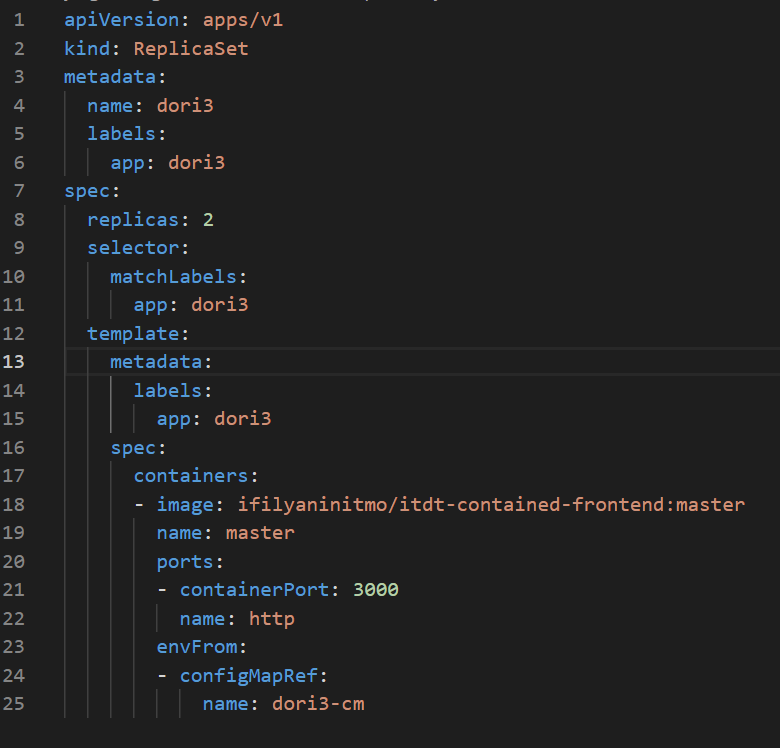 1 apiVersion: apps/v1
2 kind: ReplicaSet
3 metadata:
4   name: dori3
5   labels:
6     app: dori3
7 spec:
8   replicas: 2
9   selector:
10     matchLabels:
11       app: dori3
12   template:
13     metadata:
14       labels:
15         app: dori3
16     spec:
17       containers:
18       - image: ifilyaninitmo/itdt-contained-frontend:master
19         name: master
20         ports:
21         - containerPort: 3000
22           name: http
23         envFrom:
24         - configMapRef:
25             name: dori3-cm